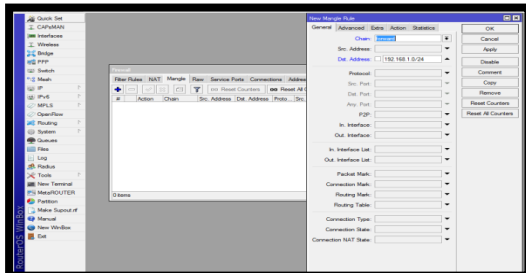 RouterOS WinBox
Quick Set
CAPsMAN
Interfaces
Wireless
Bridge
PPP
Switch
Mesh
IP
IPv6
MPLS
OpenFlow
Routing
System
Queues
Files
Log
Radius
Tools
New Terminal
MetaROUTER
Partition
Make Supout.rif
Manual
New WinBox
Exit
Firewall
Filter Rules NAT Mangle Raw Service Ports Connections Address
Reset Counters Reset All C
# Action Chain Src. Address Dst. Address Proto... Src.
0 items
New Mangle Rule
General Advanced Extra Action Statistics
Chain: forward
Src. Address:
Dst. Address: 192.168.1.0/24
Protocol:
Src. Port:
Dst. Port:
Any. Port:
P2P:
In. Interface:
Out. Interface:
In. Interface List:
Out. Interface List:
Packet Mark:
Connection Mark:
Routing Mark:
Routing Table:
Connection Type:
Connection State:
Connection NAT State:
OK
Cancel
Apply
Disable
Comment
Copy
Remove
Reset Counters
Reset All Counters